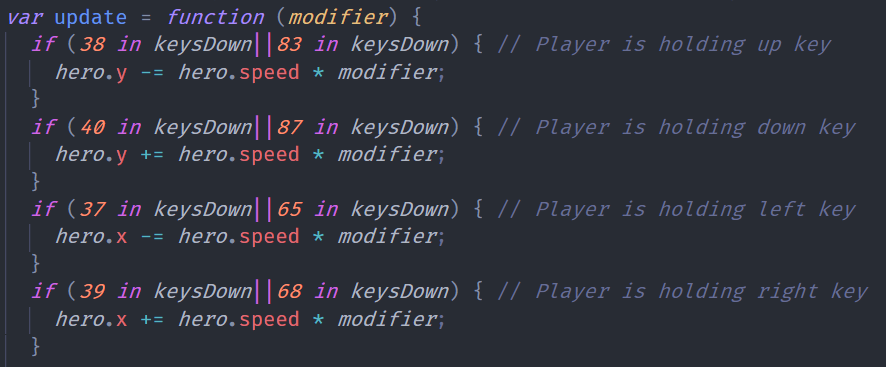 var update = function (modifier) {
if (38 in keysDown||83 in keysDown) { // Player is holding up key
hero.y -= hero.speed * modifier;
}
if (40 in keysDown||87 in keysDown) { // Player is holding down key
hero.y += hero.speed * modifier;
}
if (37 in keysDown||65 in keysDown) { // Player is holding left key
hero.x -= hero.speed * modifier;
}
if (39 in keysDown||68 in keysDown) { // Player is holding right key
hero.x += hero.speed * modifier;
}